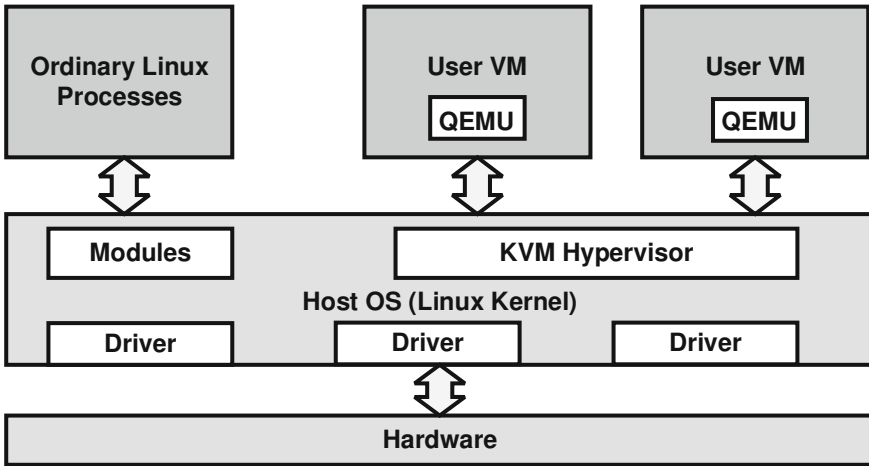 Ordinary Linux
Processes
User VM
QEMU
User VM
QEMU
Modules
KVM Hypervisor
Host OS (Linux Kernel)
Driver
Driver
Driver
Hardware